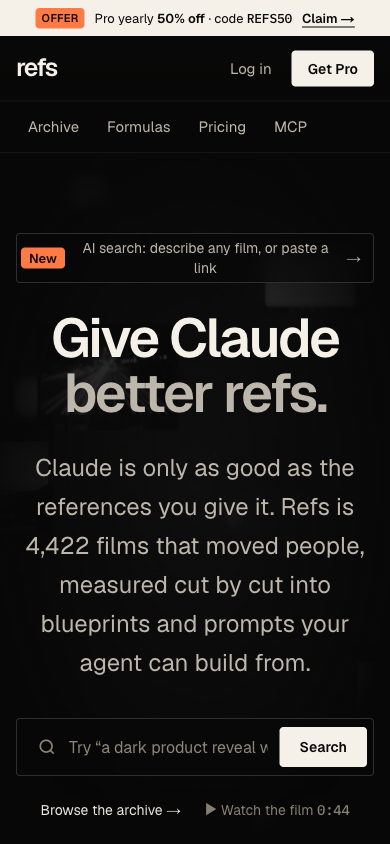 OFFER Pro yearly 50% off · code REFS50 Claim →
refs Log in Get Pro
Archive Formulas Pricing MCP
New AI search: describe any film, or paste a →
link
Give Claude
better refs.
Claude is only as good as the
references you give it. Refs is
4,422 films that moved people,
measured cut by cut into
blueprints and prompts your
agent can build from.
Try “a dark product reveal Search
Browse the archive → ▶ Watch the film 0:44